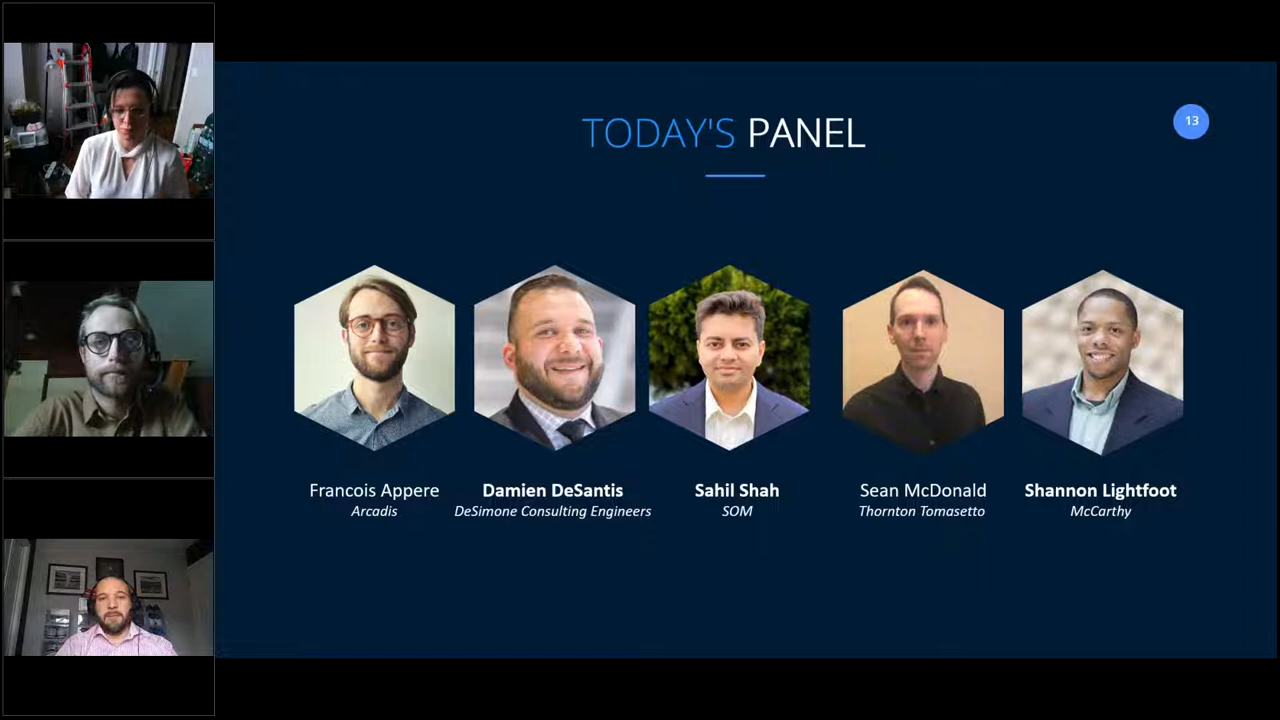 TODAY'S PANEL
13
Francois Appere
Arcadis
Damien DeSantis
DeSimone Consulting Engineers
Sahil Shah
SOM
Sean McDonald
Thornton Tomasetto
Shannon Lightfoot
McCarthy